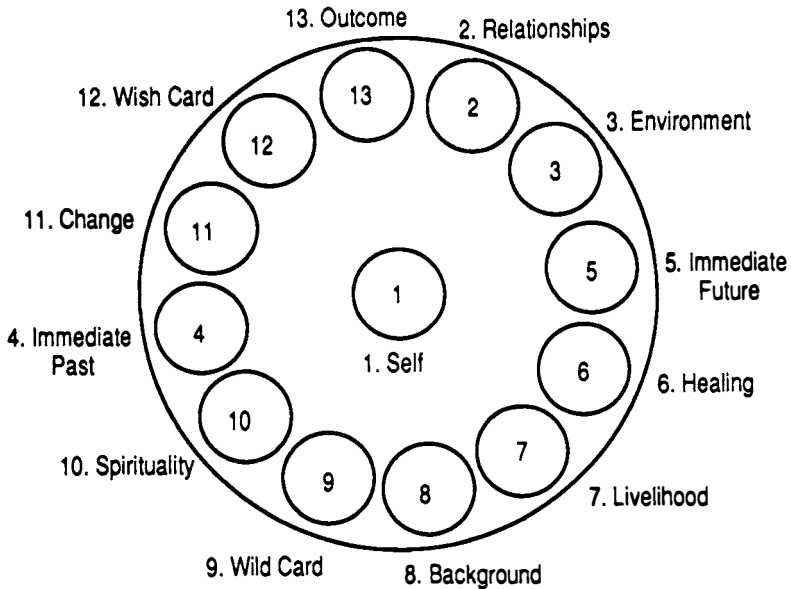 13. Outcome
2. Relationships
12. Wish Card
13
2
3. Environment
12
3
11. Change
11
5
5. Immediate
Future
1
4. Immediate
Past
4
1. Self
6
6. Healing
10
7
10. Spirituality
9
8
7. Livelihood
9. Wild Card
8. Background